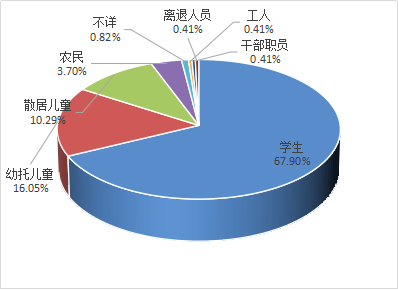 离退人员
0.41%
工人
0.41%
不详
0.82%
干部职员
0.41%
农民
3.70%
散居儿童
10.29%
学生
67.90%
幼托儿童
16.05%